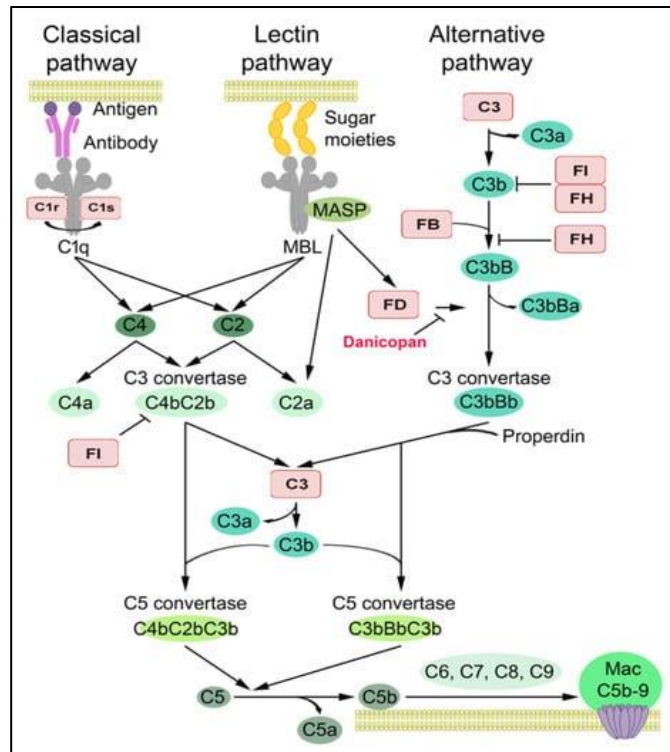 Classical
pathway
Lectin
pathway
Alternative
pathway
Antigen
Antibody
C1r
C1s
C1q
Sugar
moieties
MASP
MBL
C3
C3a
C3b
FI
FH
FB
FH
C3bB
FD
C3bBa
Danicopan
C4
C2
C4a
C3 convertase
C4bC2b
C2a
C3 convertase
C3bBb
FI
Properdin
C3
C3a
C3b
C5 convertase
C4bC2bC3b
C5 convertase
C3bBbC3b
C5
C5a
C5b
C6, C7, C8, C9
Mac
C5b-9